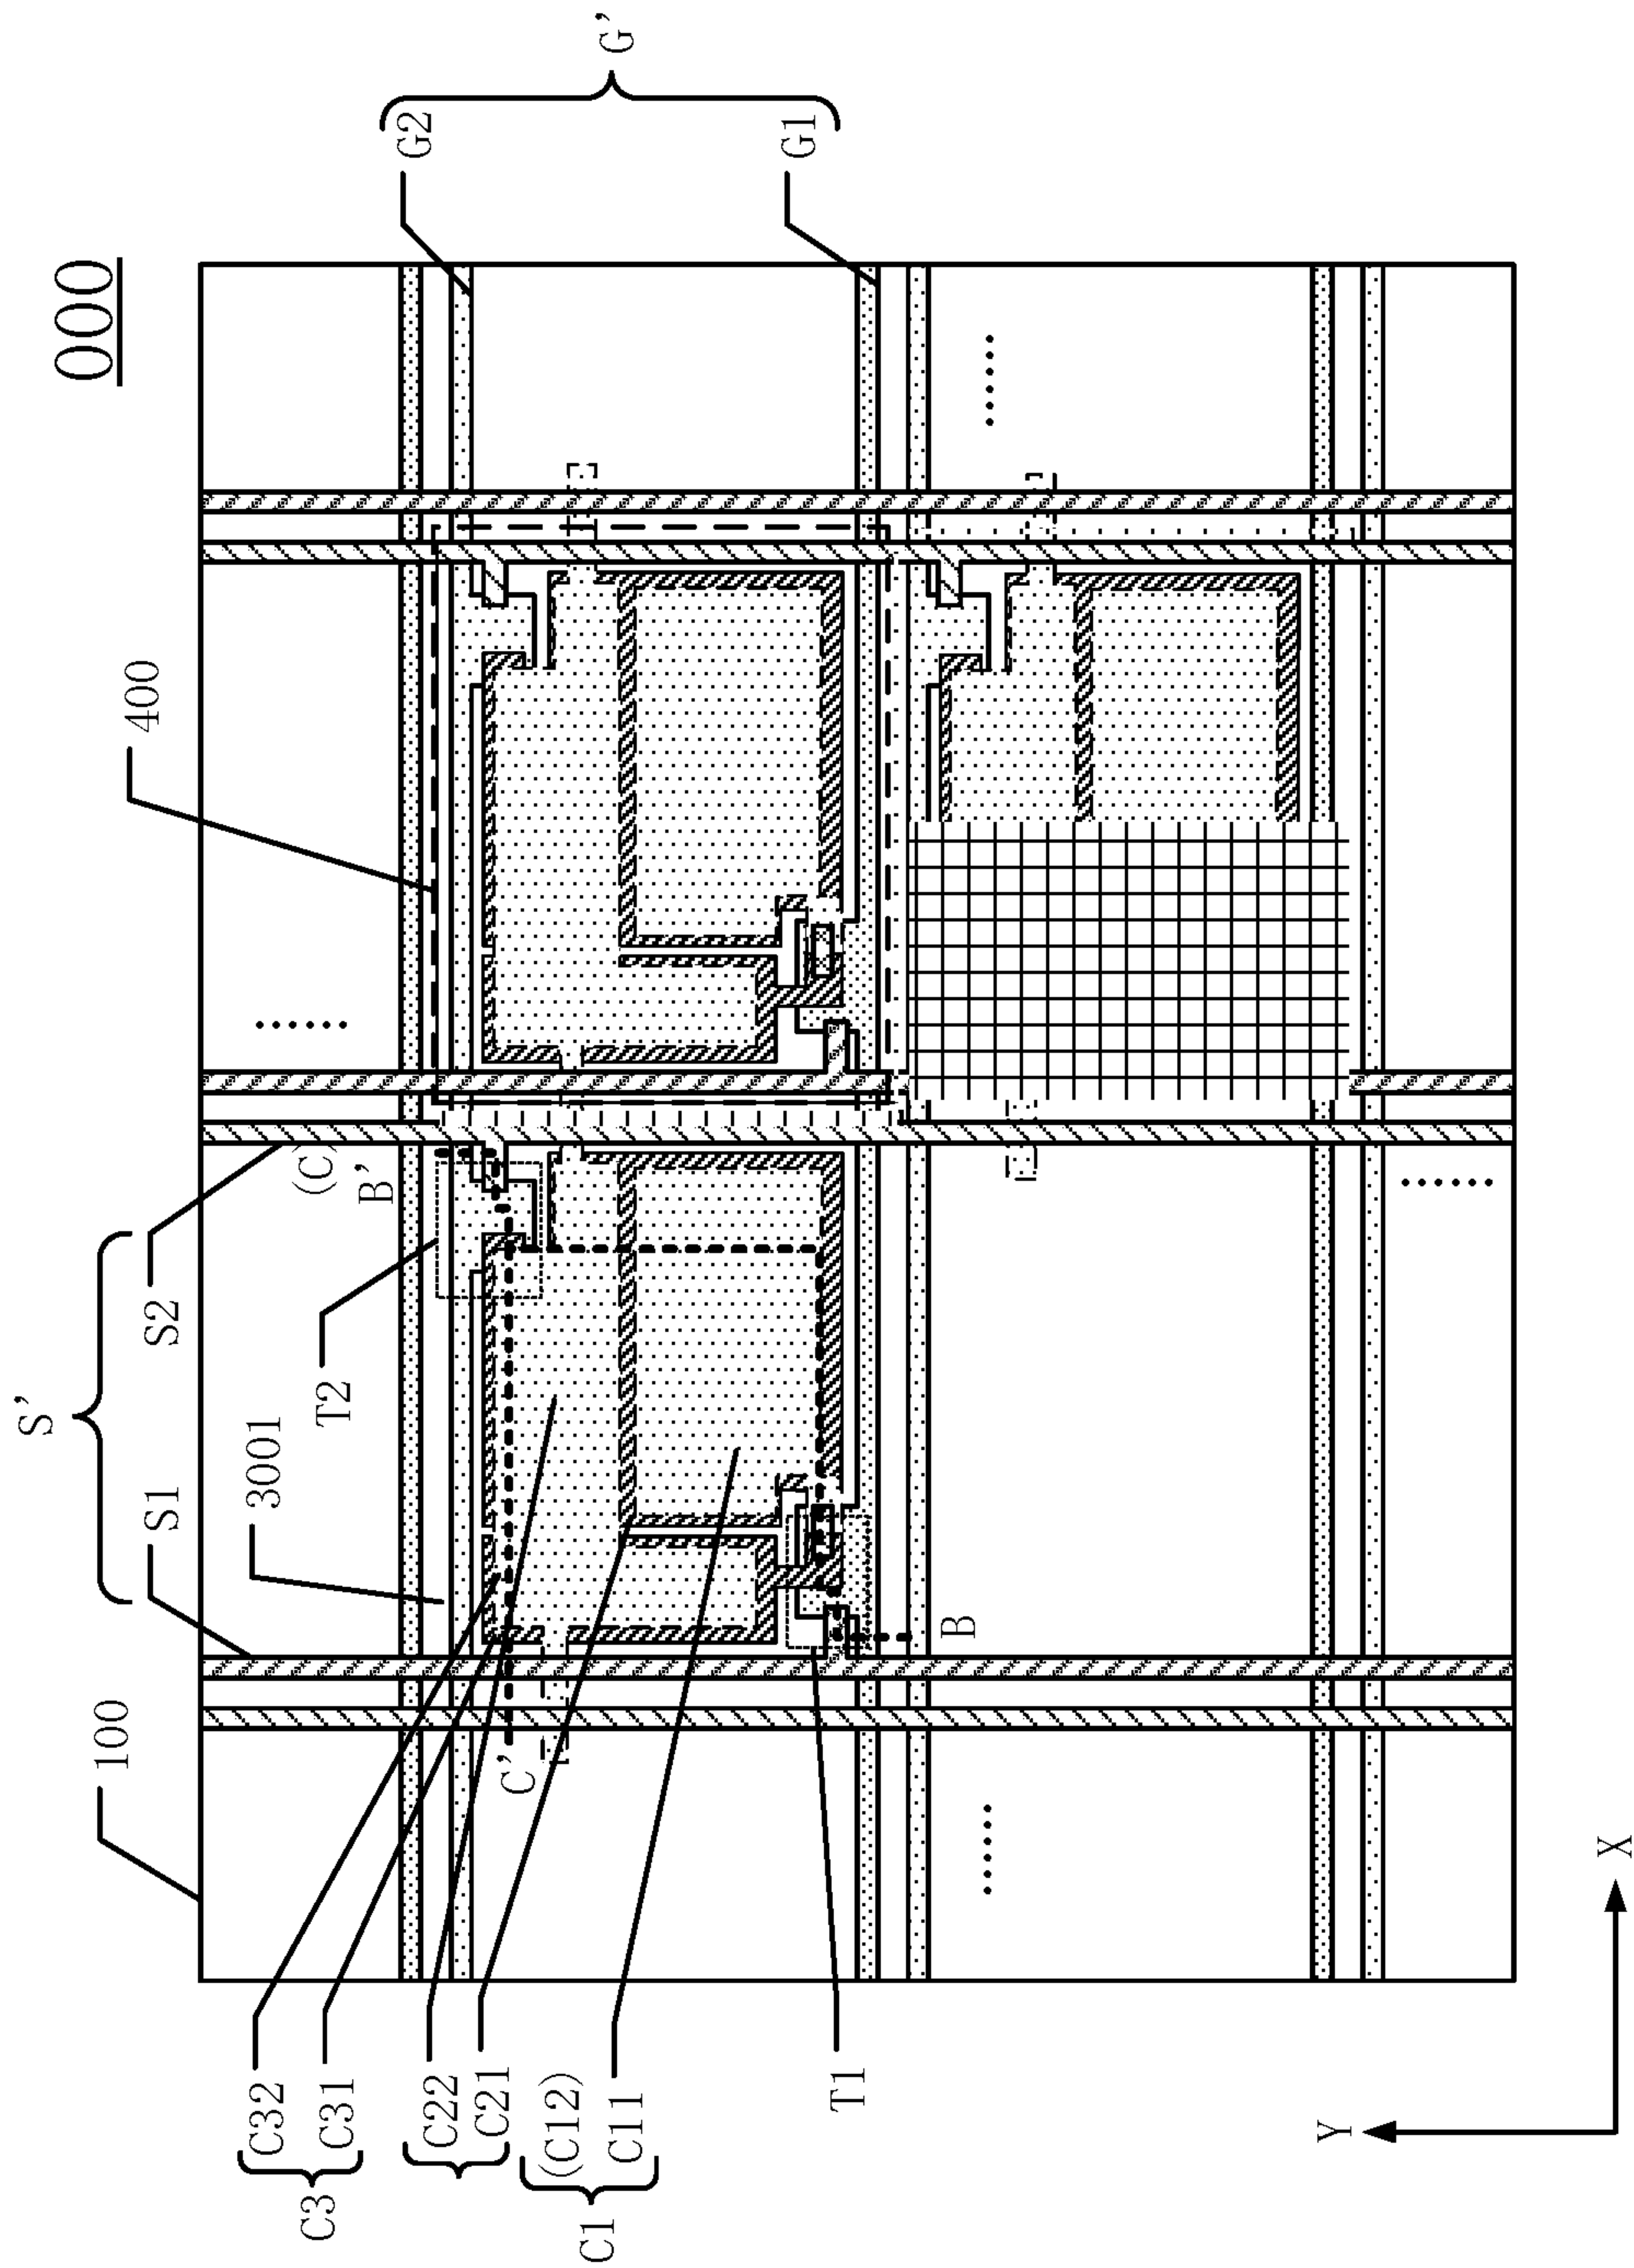 000
G'
G2
G1
400
S'
S1
S2
3001
100
T2
(C)
B'
C'
B
T1
C3
C32
C31
C22
C21
C1
(C12)
C11
Y
X